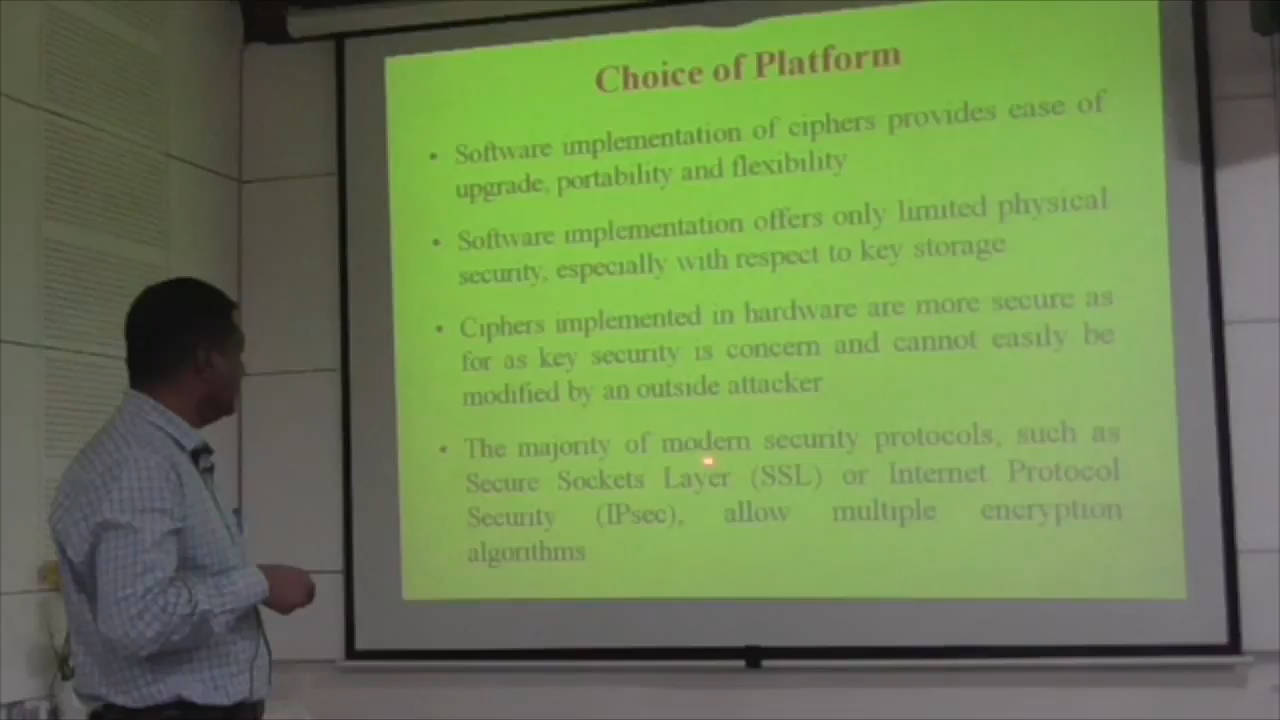 Choice of Platform
• Software implementation of ciphers provides ease of
upgrade, portability and flexibility
• Software implementation offers only limited physical
security, especially with respect to key storage
• Ciphers implemented in hardware are more secure as
for as key security is concern and cannot easily be
modified by an outside attacker
• The majority of modern security protocols, such as
Secure Sockets Layer (SSL) or Internet Protocol
Security (IPsec), allow multiple encryption
algorithms